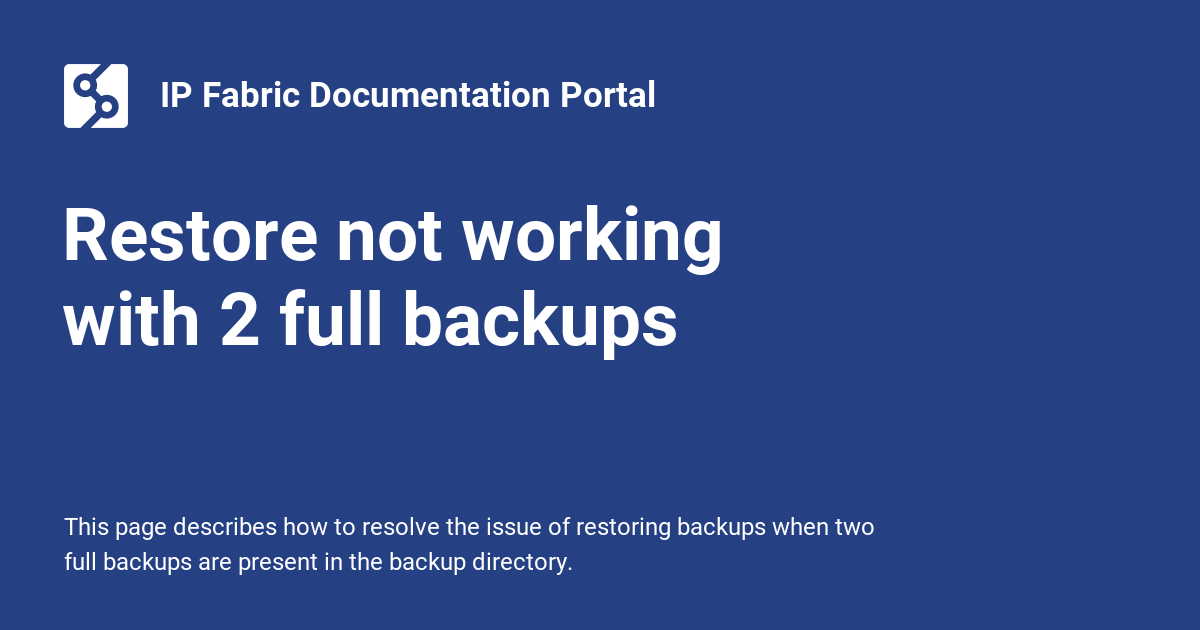 IP Fabric Documentation Portal
Restore not working
with 2 full backups
This page describes how to resolve the issue of restoring backups when two
full backups are present in the backup directory.